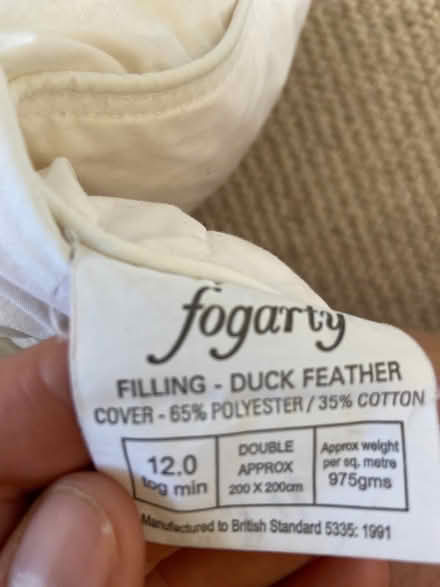 fogarty
FILLING - DUCK FEATHER
COVER - 65% POLYESTER / 35% COTTON
12.0
tog min
DOUBLE
APPROX
200 X 200cm
Approx weight
per sq. metre
975gms
Manufactured to British Standard 5335: 1991